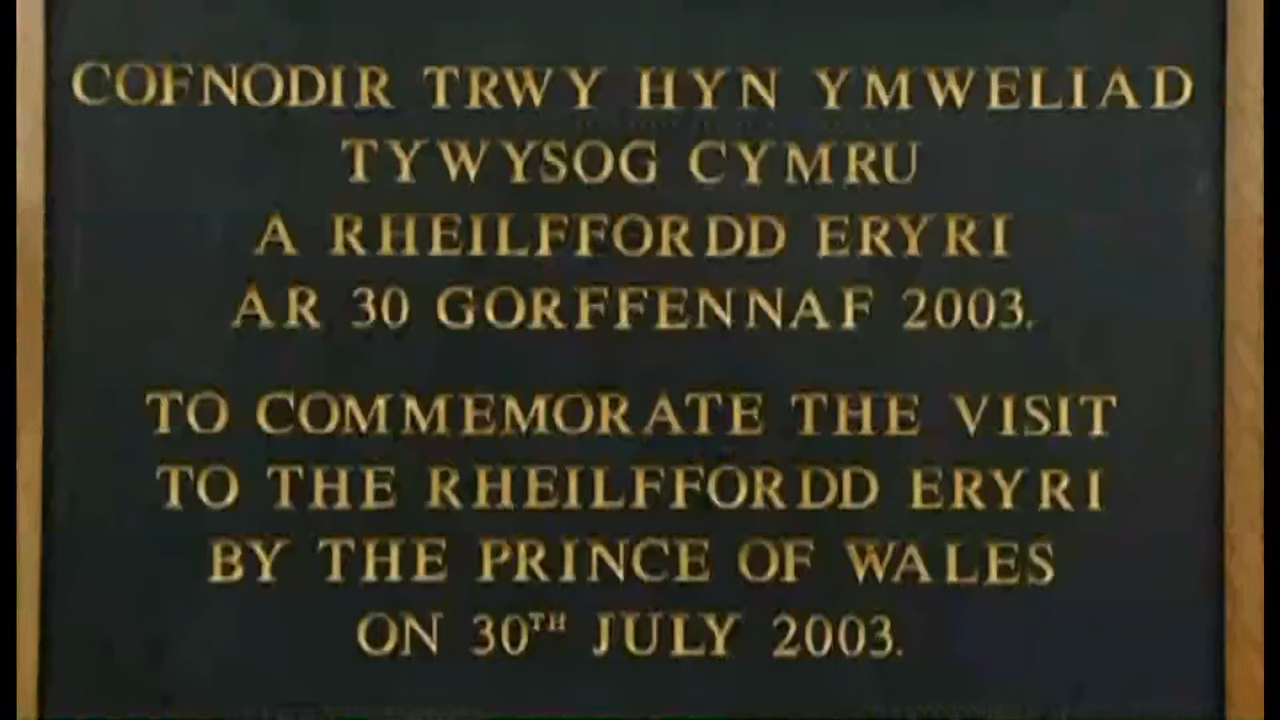 COFNODIR TRWY HYN YMWELIAD
TYWYSOG CYMRU
A RHEILFFORDD ERYRI
AR 30 GORFFENNAF 2003.
TO COMMEMORATE THE VISIT
TO THE RHEILFFORDD ERYRI
BY THE PRINCE OF WALES
ON 30TH JULY 2003.